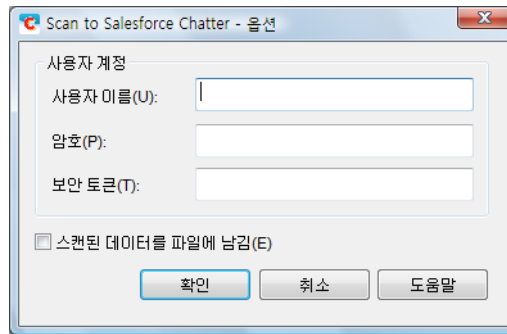 Scan to Salesforce Chatter - 옵션
사용자 계정
사용자 이름(U):
암호(P):
보안 토큰(T):
스캔된 데이터를 파일에 남김(E)
확인 취소 도움말